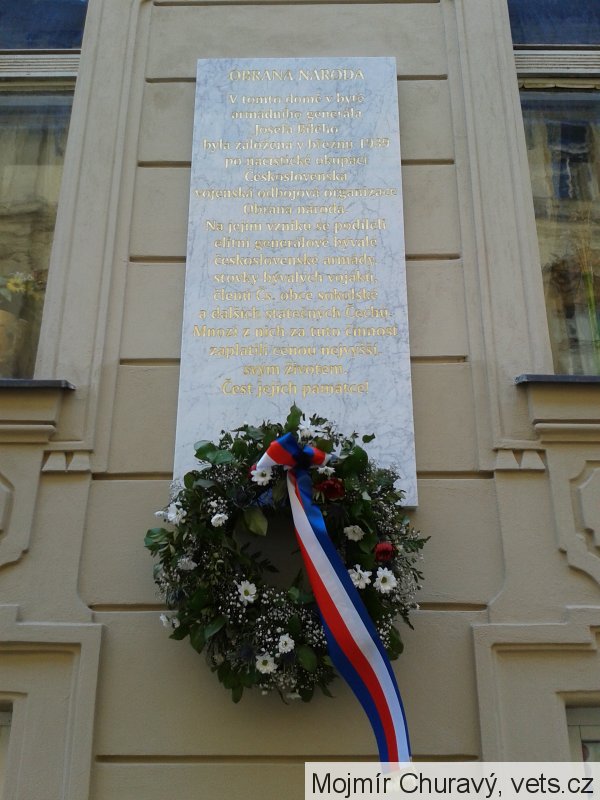 OBRANA NÁRODA
V tomto domě v bytě
armádního generála
Josefa Bílého
byla založena v březnu 1939
po nacistické okupaci
Československa
vojenská odbojová organizace
Obrana národa.
Na jejím vzniku se podíleli
elitní generálové bývalé
československé armády,
stovky bývalých vojáků,
členů Čs. obce sokolské
a dalších statečných Čechů.
Mnozí z nich za tuto činnost
zaplatili cenou nejvyšší,
svým životem.
Čest jejich památce!
Mojmír Churavý, vets.cz